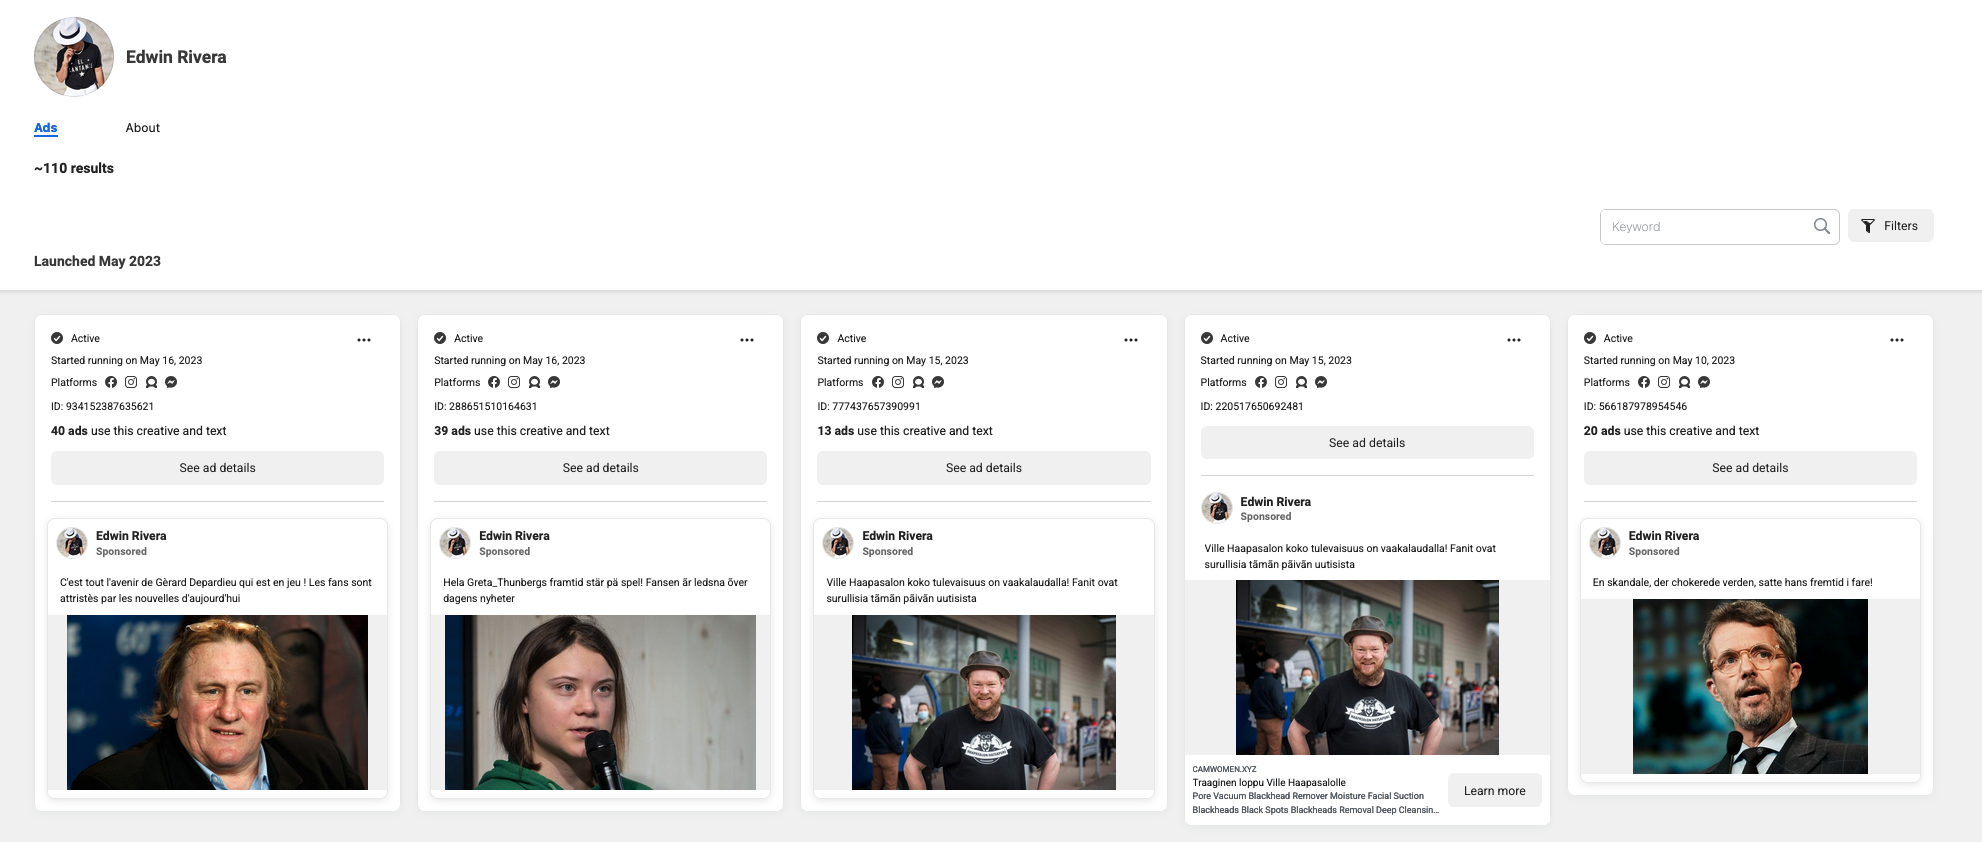 Edwin Rivera
Ads
About
~110 results
Keyword
Filters
Launched May 2023
Active
Started running on May 16, 2023
Platforms
ID: 934152387635621
40 ads use this creative and text
See ad details
Edwin Rivera
Sponsored
C'est tout l'avenir de Gèrard Depardieu qui est en jeu ! Les fans sont
attristès par les nouvelles d'aujourd'hui
60°
Active
Started running on May 16, 2023
Platforms
ID: 288651510164631
39 ads use this creative and text
See ad details
Edwin Rivera
Sponsored
Hela Greta_Thunbergs framtid stär pä spel! Fansen är ledsna över
dagens nyheter
Active
Started running on May 15, 2023
Platforms
ID: 777437657390991
13 ads use this creative and text
See ad details
Edwin Rivera
Sponsored
Ville Haapasalon koko tulevaisuus on vaakalaudalla! Fanit ovat
surullisia tämän päivän uutisista
Active
Started running on May 15, 2023
Platforms
ID: 220517650692481
See ad details
Edwin Rivera
Sponsored
Ville Haapasalon koko tulevaisuus on vaakalaudalla! Fanit ovat
surullisia tämän päivän uutisista
CAMWOMEN.XYZ
Traaginen loppu Ville Haapasalolle
Pore Vacuum Blackhead Remover Moisture Facial Suction
Blackheads Black Spots Blackheads Removal Deep Cleansin...
Learn more
Active
Started running on May 10, 2023
Platforms
ID: 566187978954546
20 ads use this creative and text
See ad details
Edwin Rivera
Sponsored
En skandale, der chokerede verden, satte hans fremtid i fare!